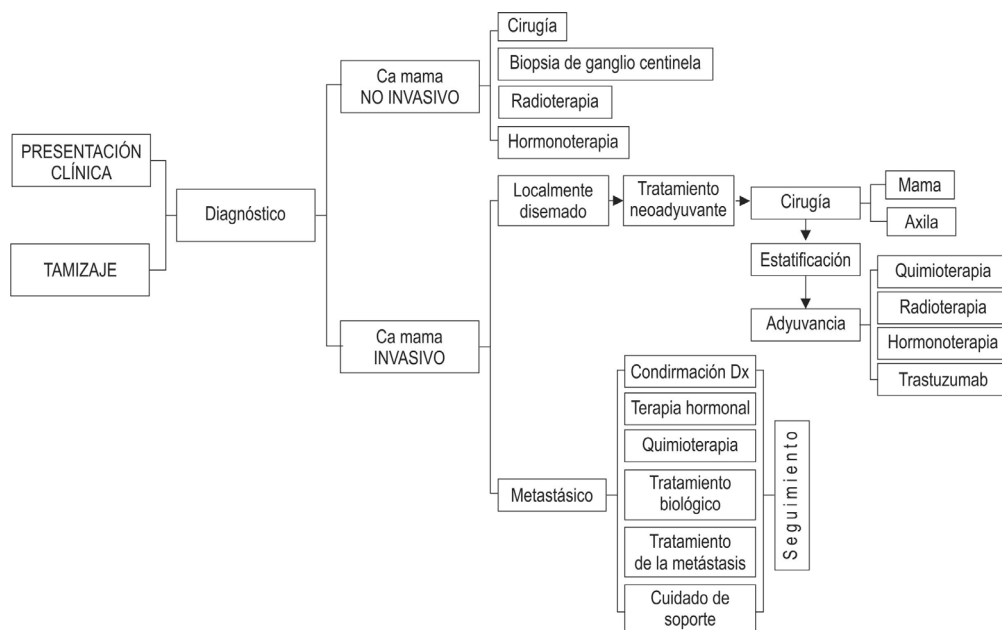 PRESENTACIÓN
CLÍNICA
TAMIZAJE
Diagnóstico
Ca mama
NO INVASIVO
Cirugía
Biopsia de ganglio centinela
Radioterapia
Hormonoterapia
Ca mama
INVASIVO
Localmente
disemado
Tratamiento
neoadyuvante
Cirugía
Mama
Axila
Estatificación
Adyuvancia
Quimioterapia
Radioterapia
Hormonoterapia
Trastuzumab
Metastásico
Condirmación Dx
Terapia hormonal
Quimioterapia
Tratamiento
biológico
Tratamiento
de la metástasis
Cuidado de
soporte
Seguimiento